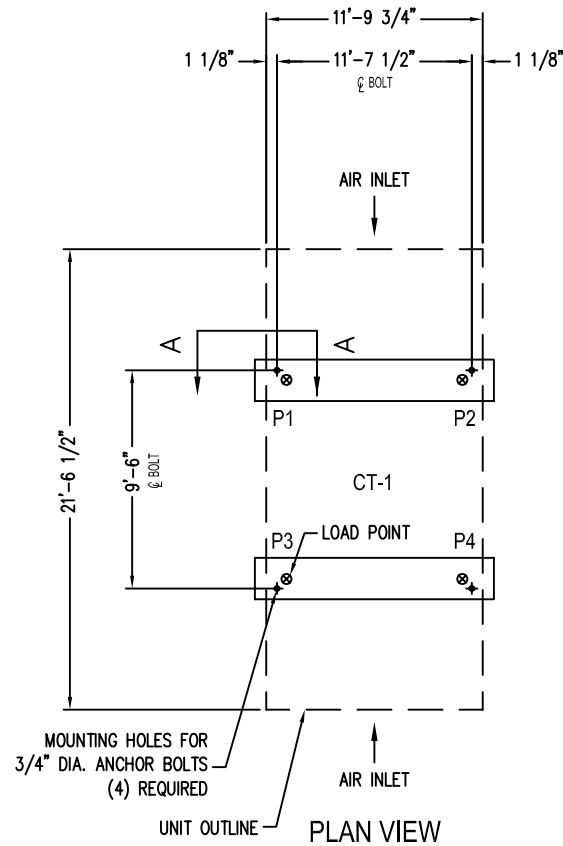 11'-9 3/4"
1 1/8"
11'-7 1/2"
1 1/8"
℄ BOLT
AIR INLET
A
A
P1
P2
21'-6 1/2"
9'-6"
℄ BOLT
CT-1
P3
LOAD POINT
P4
MOUNTING HOLES FOR
3/4" DIA. ANCHOR BOLTS
(4) REQUIRED
AIR INLET
UNIT OUTLINE
PLAN VIEW